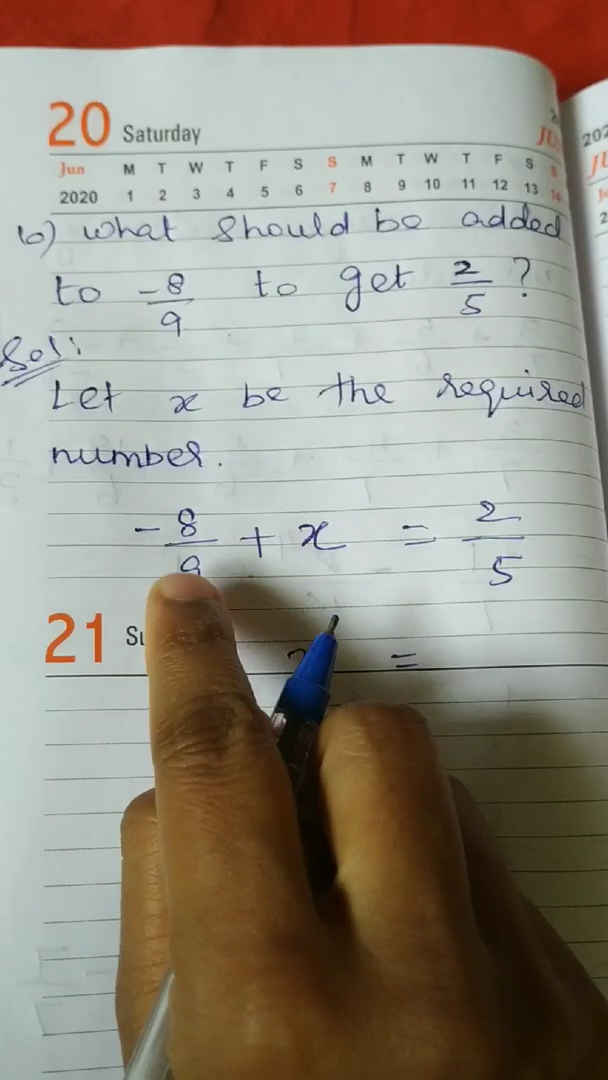 20 Saturday
Jun M T W T F S S M T W T F S
2020 1 2 3 4 5 6 7 8 9 10 11 12 13 14
6) what should be added
to -8/9 to get 2/5 ?
Sol:
Let x be the required
number.
-8/9 + x = 2/5
21
=